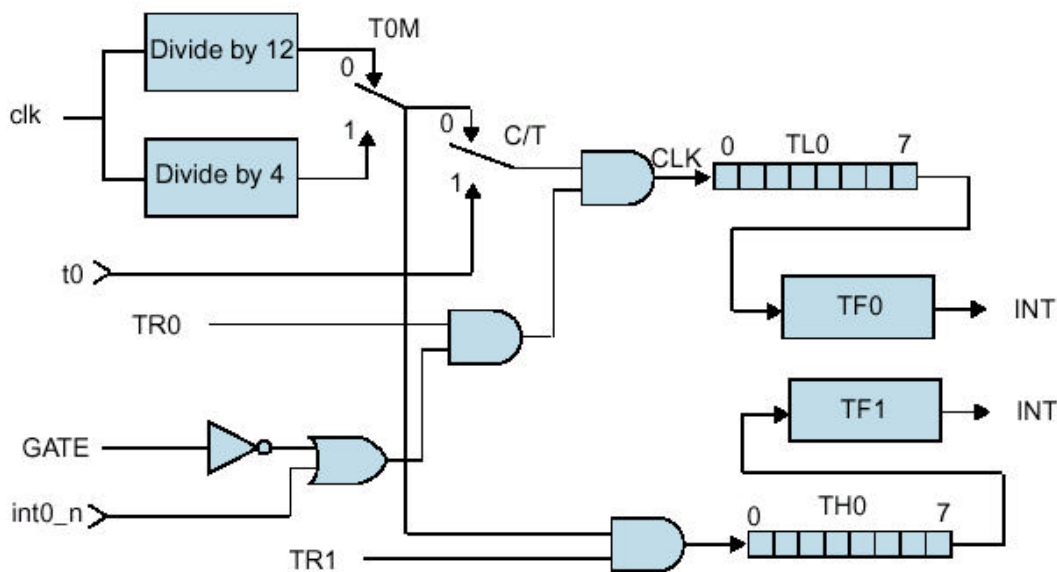 T0M
Divide by 12
0
clk
1
0
C/T
Divide by 4
1
CLK
0
TL0
7
t0
TR0
TF0
INT
TF1
INT
GATE
int0_n
0
TH0
7
TR1